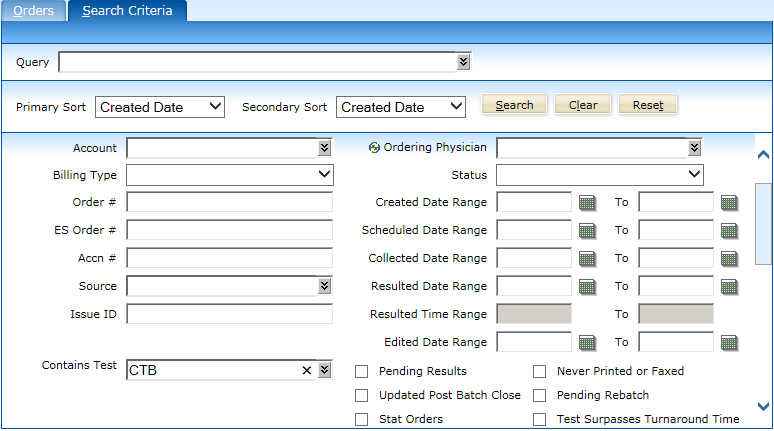 Orders Search Criteria
Query
Primary Sort Created Date Secondary Sort Created Date Search Clear Reset
Account Ordering Physician
Billing Type Status
Order # Created Date Range To
ES Order # Scheduled Date Range To
Accn # Collected Date Range To
Source Resulted Date Range To
Issue ID Resulted Time Range To
Edited Date Range To
Contains Test CTB Pending Results Never Printed or Faxed
Updated Post Batch Close Pending Rebatch
Stat Orders Test Surpasses Turnaround Time